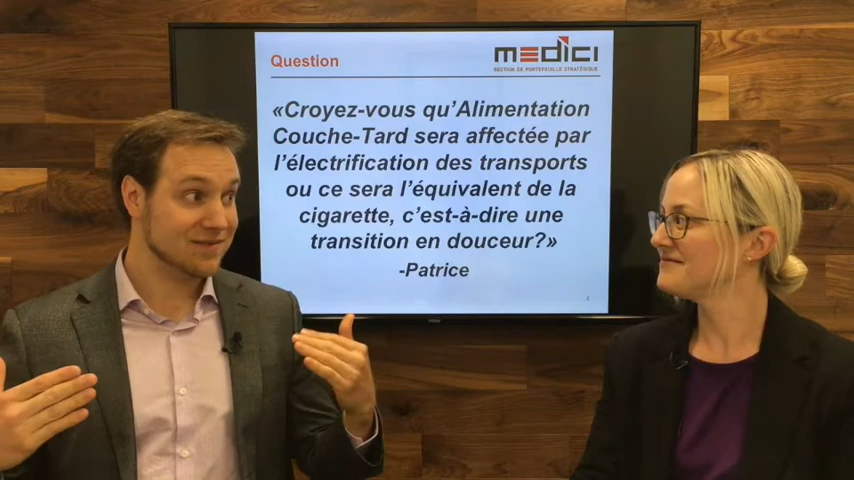 Question
MEDICI
GESTION DE PORTEFEUILLE STRATÉGIQUE
«Croyez-vous qu’Alimentation
Couche-Tard sera affectée par
l’électrification des transports
ou ce sera l’équivalent de la
cigarette, c’est-à-dire une
transition en douceur?»
-Patrice